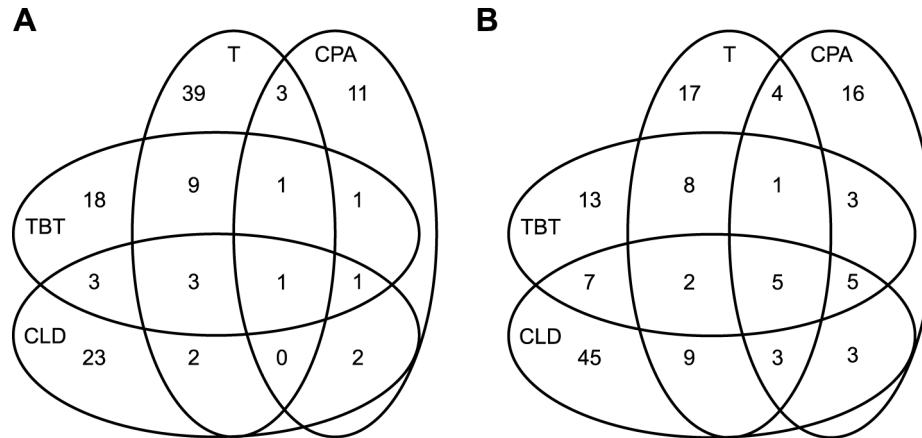 A B
T CPA T CPA
39 3 11 17 4 16
18 9 1 1 13 8 1 3
TBT TBT
3 3 1 1 7 2 5 5
CLD CLD
23 2 0 2 45 9 3 3